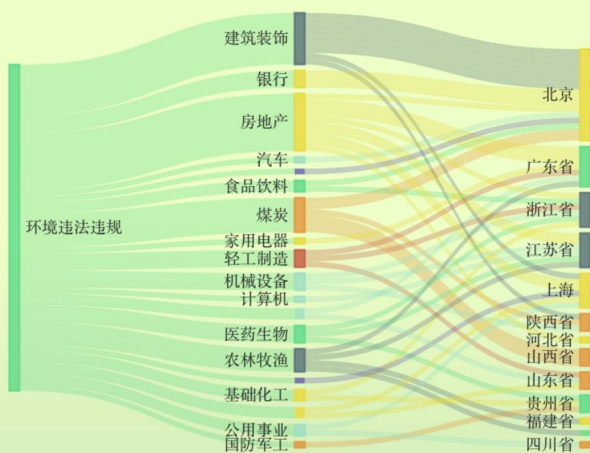 环境违法违规
建筑装饰
银行
房地产
汽车
食品饮料
煤炭
家用电器
轻工制造
机械设备
计算机
医药生物
农林牧渔
基础化工
公用事业
国防军工
北京
广东省
浙江省
江苏省
上海
陕西省
河北省
山西省
山东省
贵州省
福建省
四川省